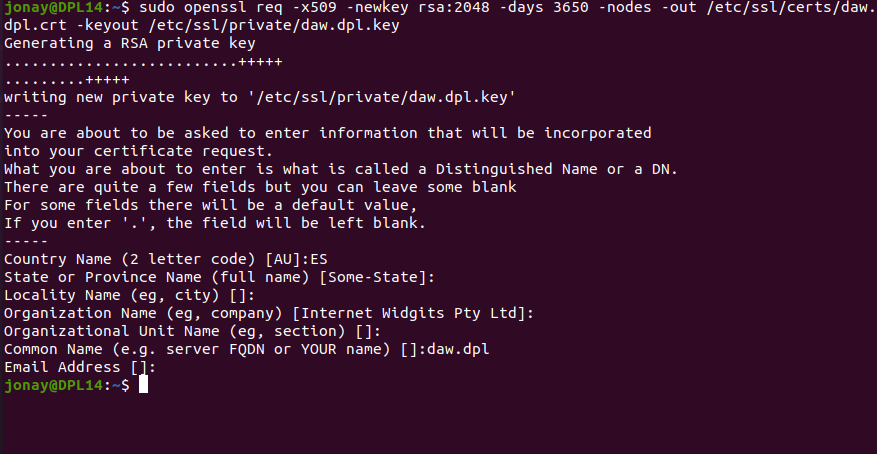 jonay@DPL14:~$ sudo openssl req -x509 -newkey rsa:2048 -days 3650 -nodes -out /etc/ssl/certs/daw.
dpl.crt -keyout /etc/ssl/private/daw.dpl.key
Generating a RSA private key
..........................+++++
.........+++++
writing new private key to '/etc/ssl/private/daw.dpl.key'
-----
You are about to be asked to enter information that will be incorporated
into your certificate request.
What you are about to enter is what is called a Distinguished Name or a DN.
There are quite a few fields but you can leave some blank
For some fields there will be a default value,
If you enter '.', the field will be left blank.
-----
Country Name (2 letter code) [AU]:ES
State or Province Name (full name) [Some-State]:
Locality Name (eg, city) []:
Organization Name (eg, company) [Internet Widgits Pty Ltd]:
Organizational Unit Name (eg, section) []:
Common Name (e.g. server FQDN or YOUR name) []:daw.dpl
Email Address []:
jonay@DPL14:~$